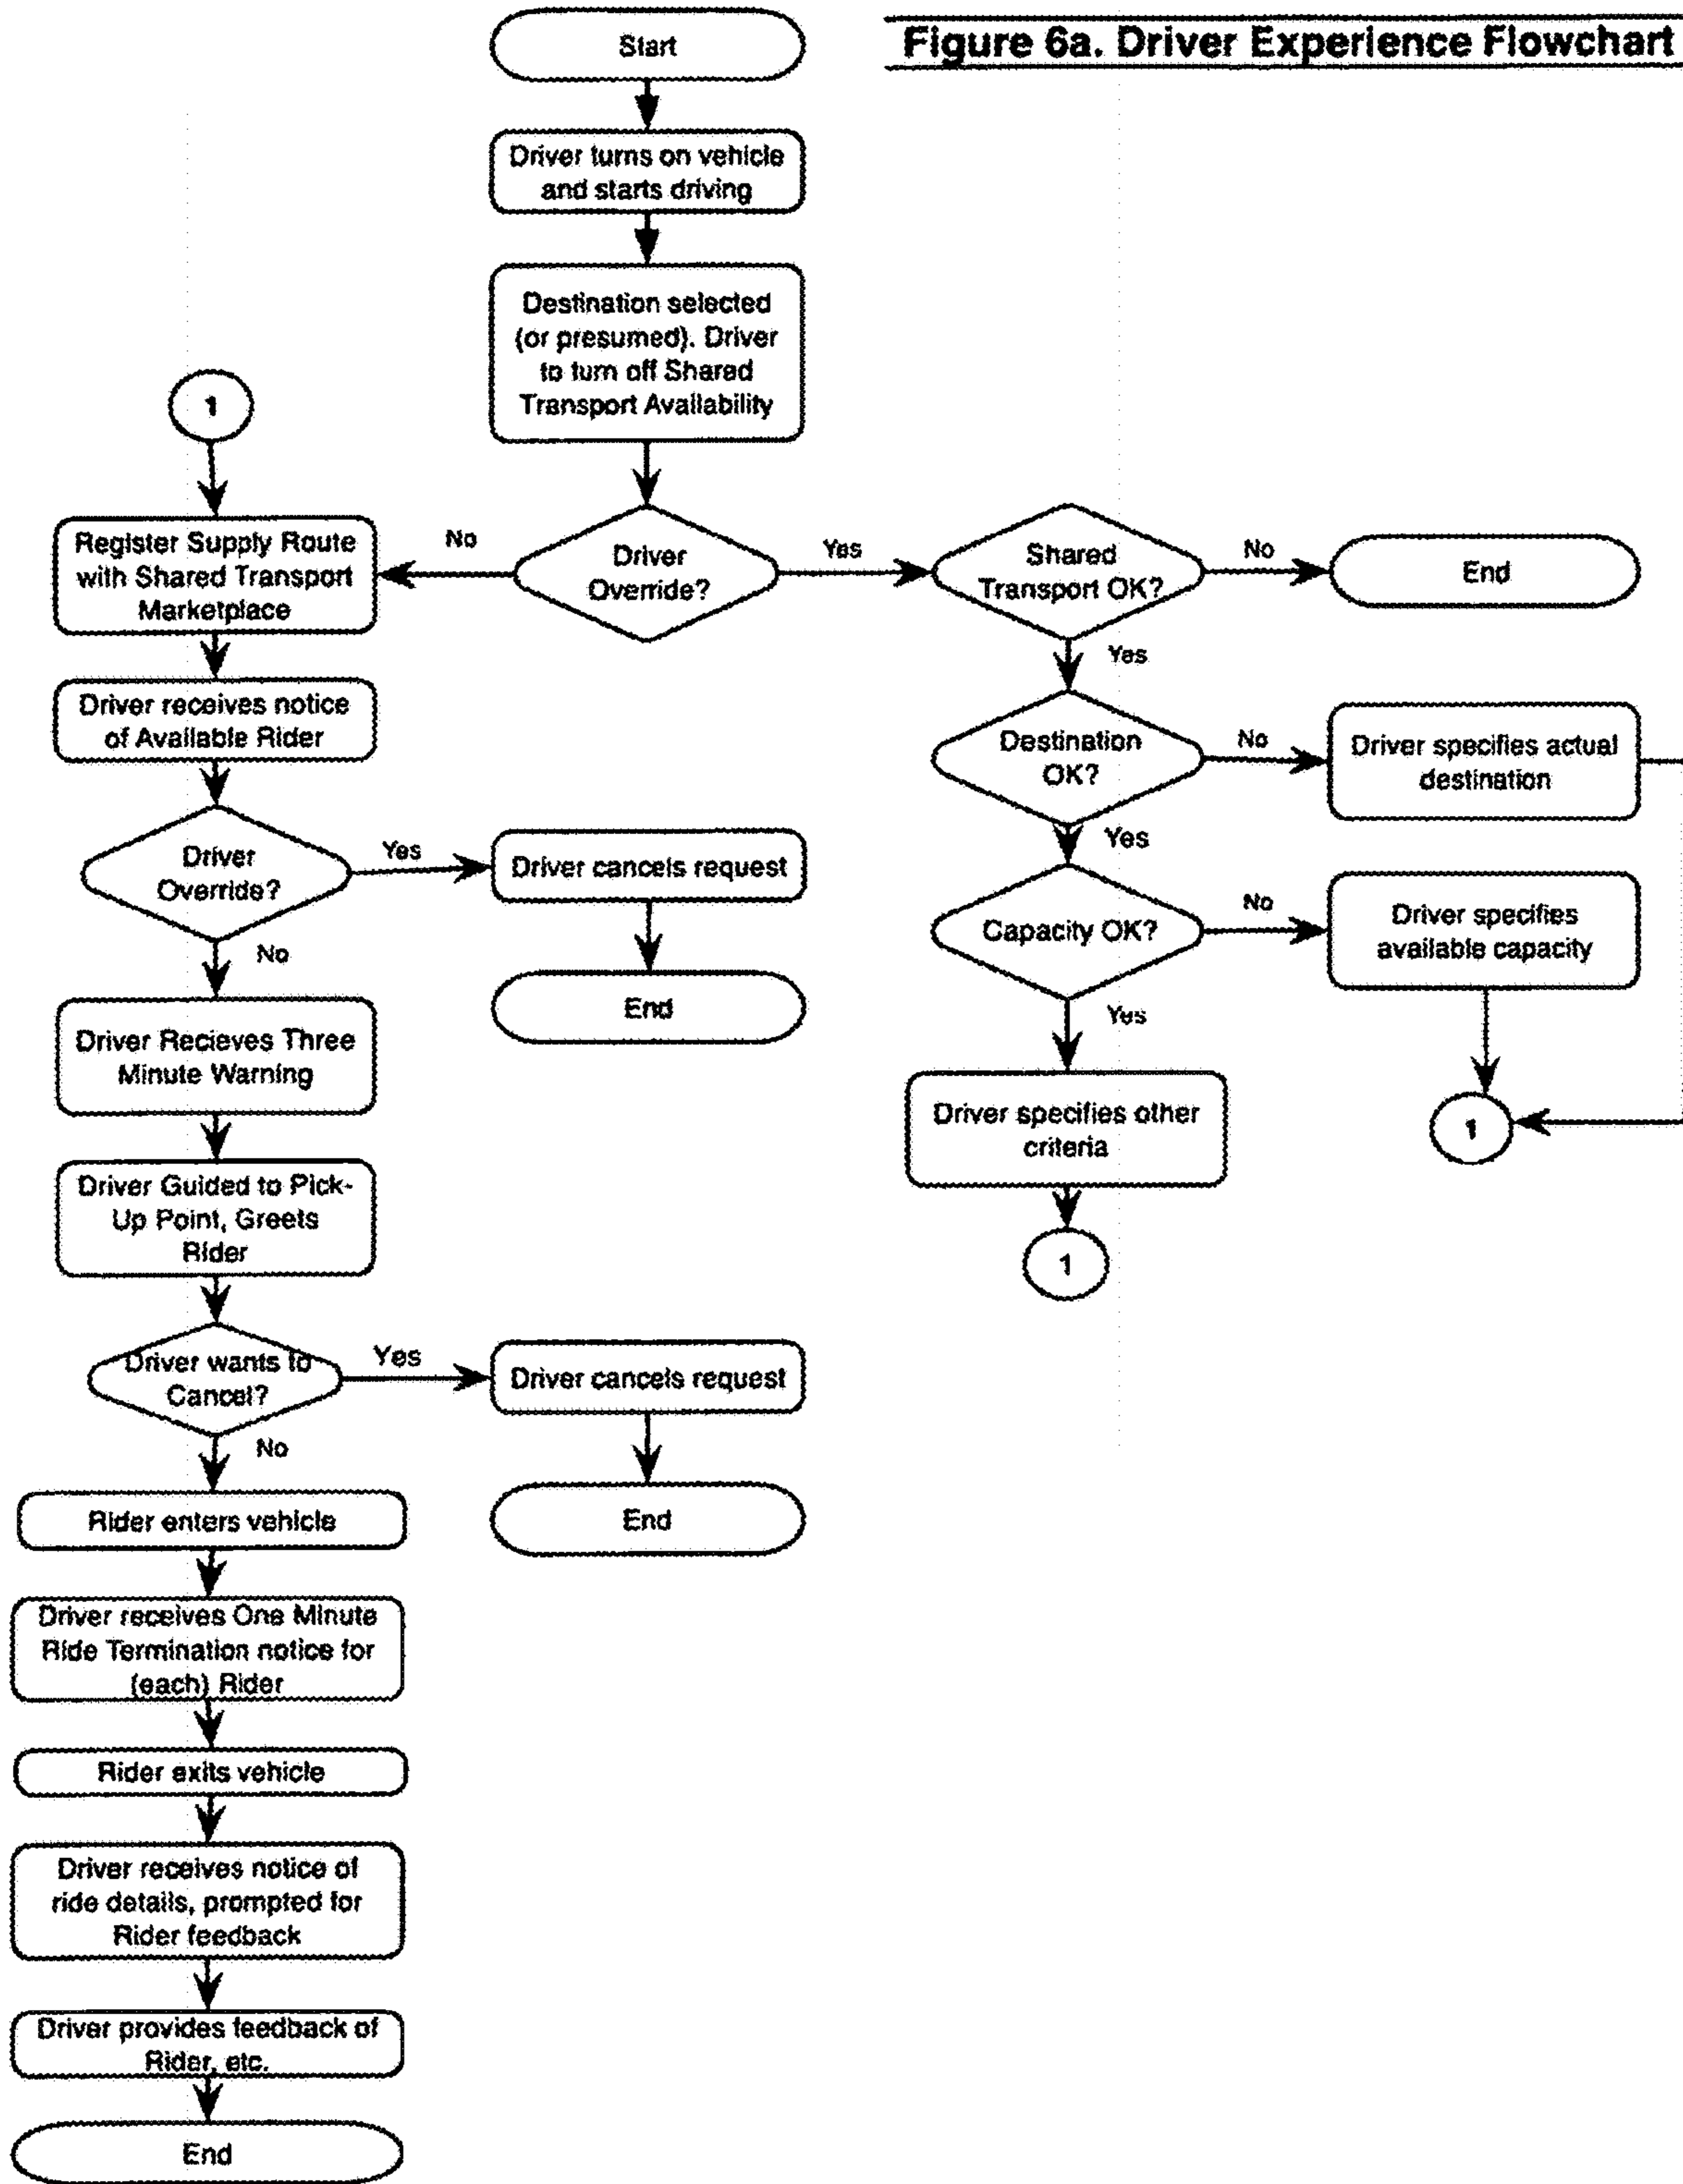 Figure 6a. Driver Experience Flowchart
Start
Driver turns on vehicle
and starts driving
Destination selected
(or presumed). Driver
to turn off Shared
Transport Availability
1
Register Supply Route
with Shared Transport
Marketplace
No
Driver
Override?
Yes
Shared
Transport OK?
No
End
Yes
Driver receives notice
of Available Rider
Destination
OK?
No
Driver specifies actual
destination
Yes
Driver
Override?
Yes
Driver cancels request
Capacity OK?
No
Driver specifies
available capacity
No
End
Yes
Driver Recieves Three
Minute Warning
Driver specifies other
criteria
1
Driver Guided to Pick-
Up Point, Greets
Rider
1
Driver wants to
Cancel?
Yes
Driver cancels request
No
Rider enters vehicle
End
Driver receives One Minute
Ride Termination notice for
(each) Rider
Rider exits vehicle
Driver receives notice of
ride details, prompted for
Rider feedback
Driver provides feedback of
Rider, etc.
End